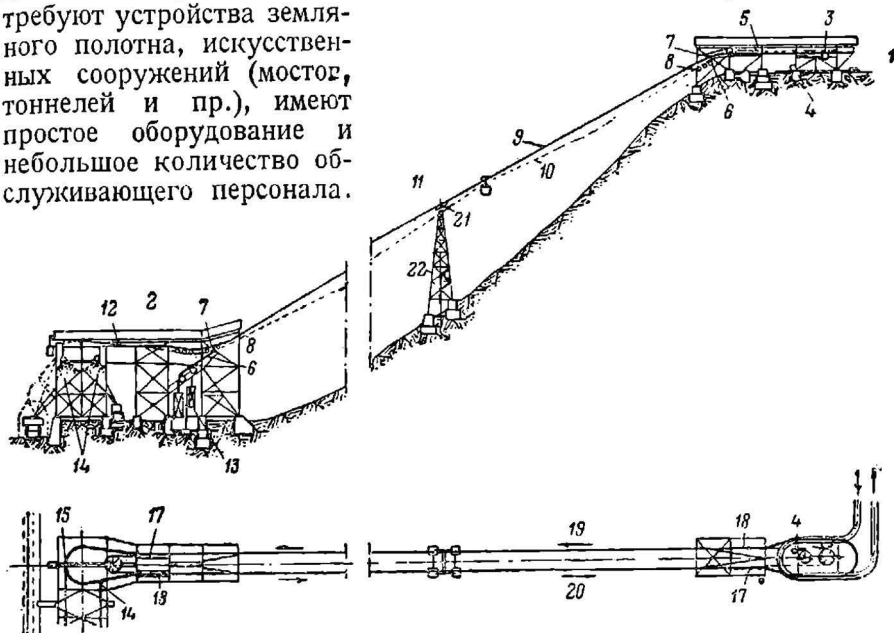 требуют устройства земля-
ного полотна, искусствен-
ных сооружений (мостов,
тоннелей и пр.), имеют
простое оборудование и
небольшое количество об-
служивающего персонала.
5 3
7
8 1
6 4
9
10
11
21
22
12 2 7
8
6
14 13
15 17 19 18 4
20 17
18 14